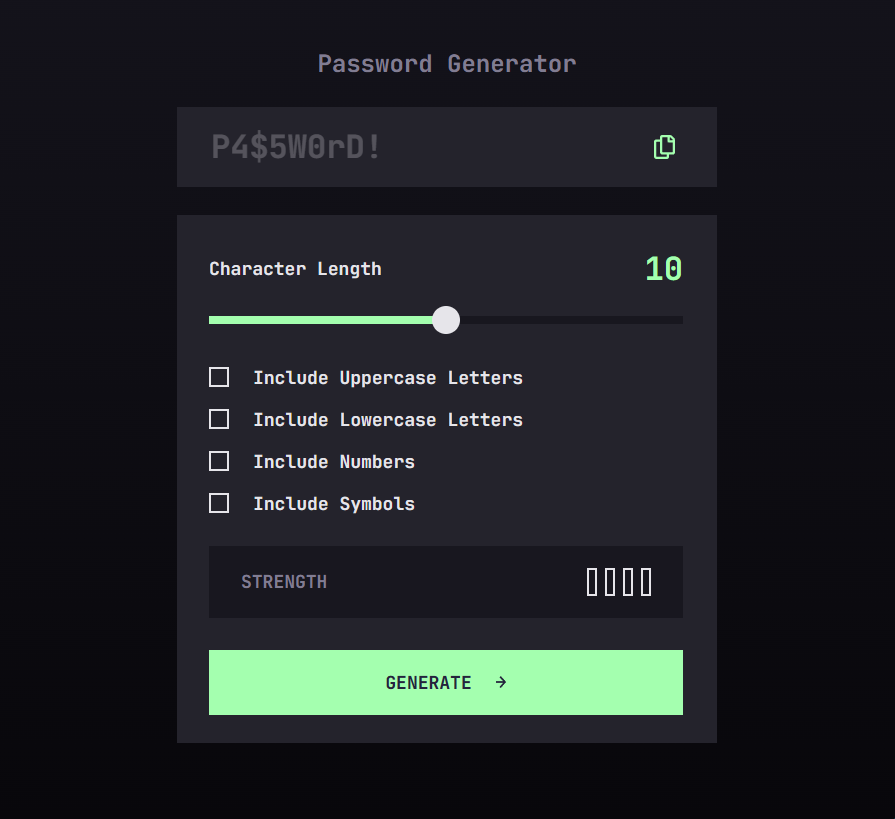 Password Generator
P4$5W0rD!
Character Length
10
Include Uppercase Letters
Include Lowercase Letters
Include Numbers
Include Symbols
STRENGTH
GENERATE →